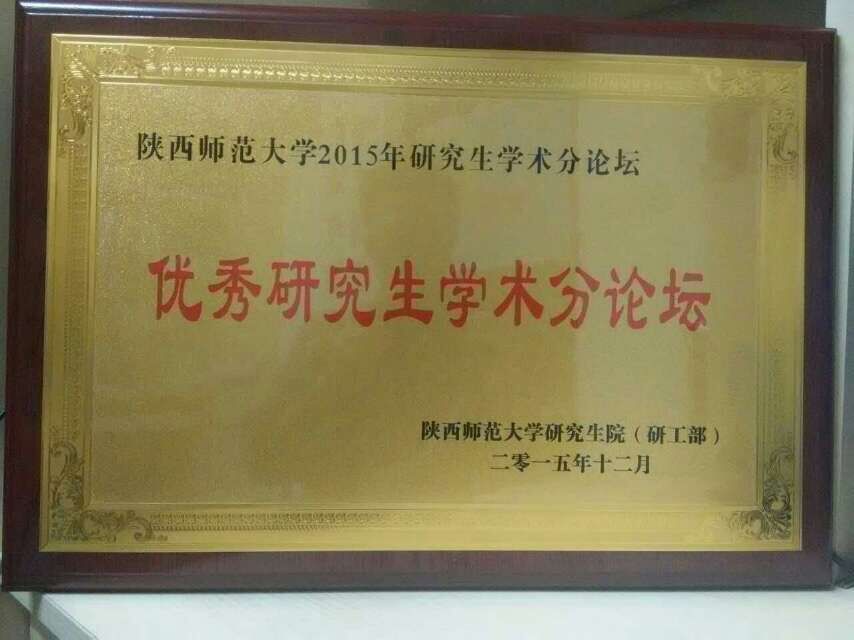 陕西师范大学2015年研究生学术分论坛
优秀研究生学术分论坛
陕西师范大学研究生院（研工部）
二零一五年十二月